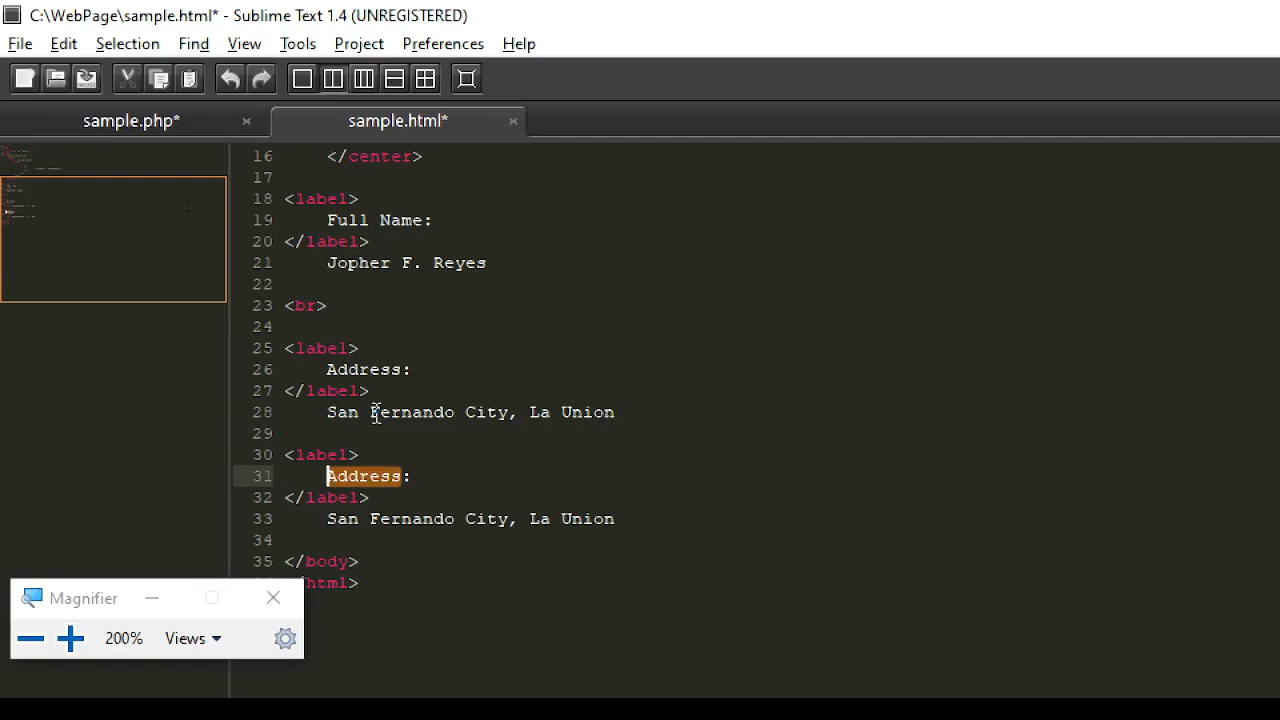 C:\WebPage\sample.html* - Sublime Text 1.4 (UNREGISTERED)
File Edit Selection Find View Tools Project Preferences Help
sample.php* × sample.html* ×
16 </center>
17
18 <label>
19 Full Name:
20 </label>
21 Jopher F. Reyes
22
23 <br>
24
25 <label>
26 Address:
27 </label>
28 San Fernando City, La Union
29
30 <label>
31 Address:
32 </label>
33 San Fernando City, La Union
34
35 </body>
html>
Magnifier
200% Views